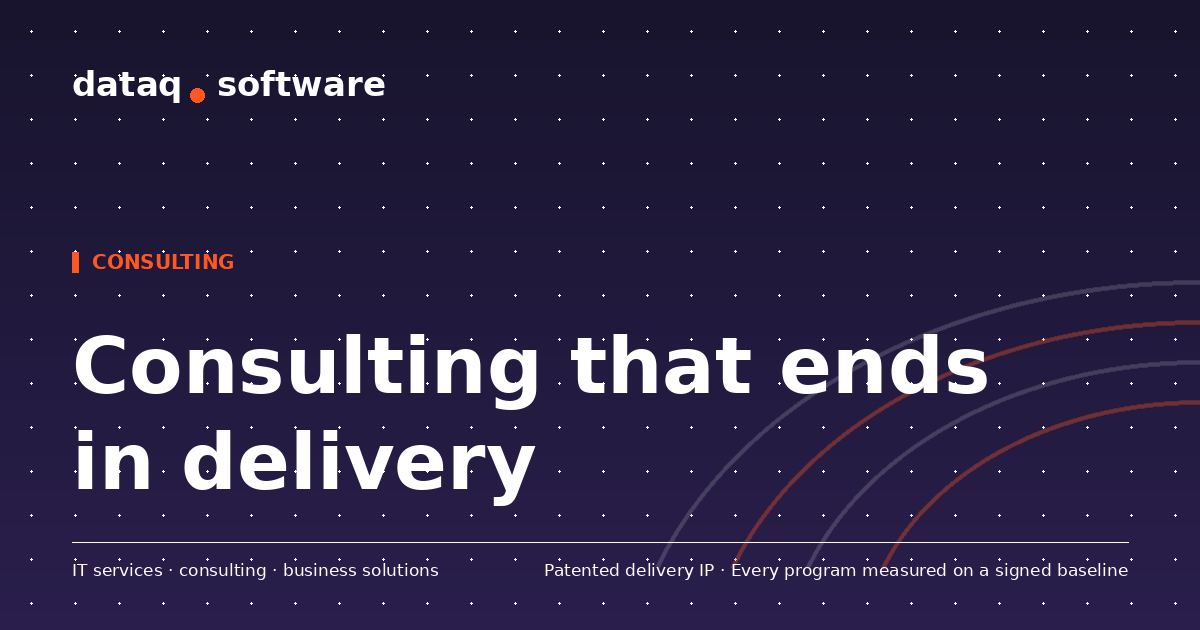 dataq.software
CONSULTING
Consulting that ends
in delivery
IT services · consulting · business solutions
Patented delivery IP · Every program measured on a signed baseline